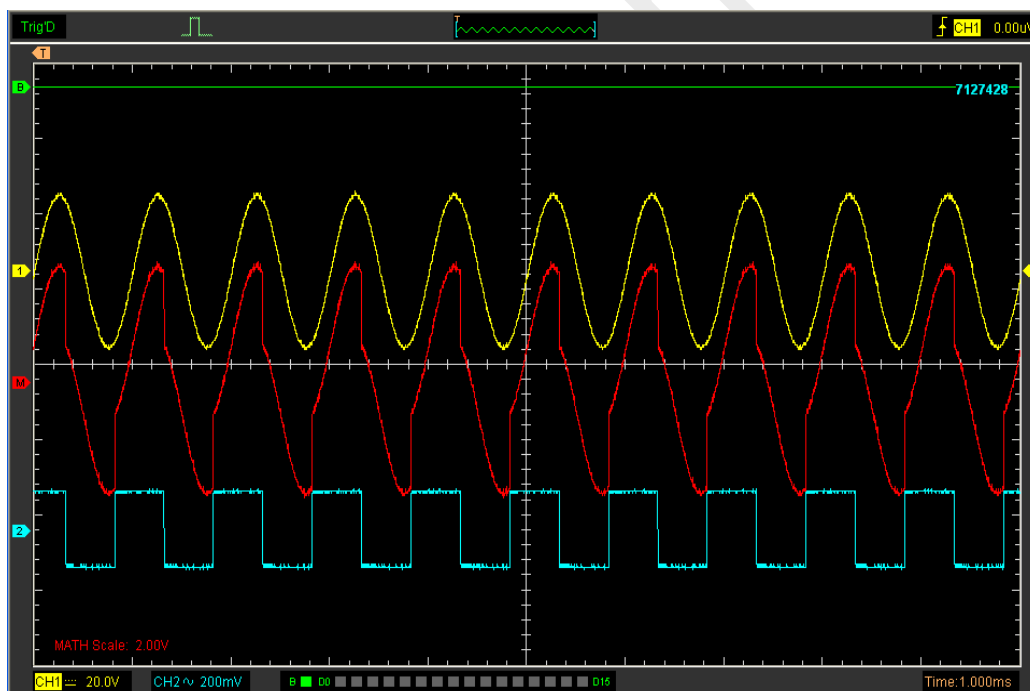 Trig'D
T
CH1 0.00uV
T
B
7127428
1
M
2
MATH Scale: 2.00V
CH1 20.0V CH2 200mV B D0 D15 Time:1.000ms